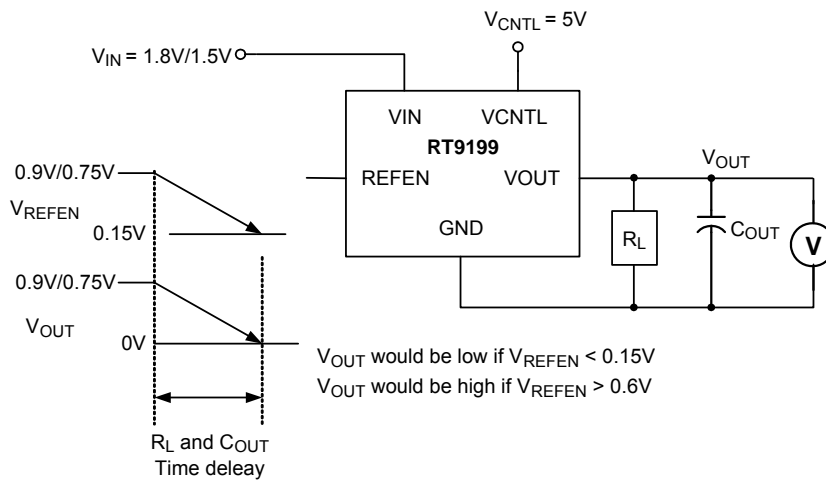 VCNTL = 5V
VIN = 1.8V/1.5V
VIN
VCNTL
RT9199
REFEN
VOUT
GND
VOUT
RL
COUT
V
0.9V/0.75V
VREFEN
0.15V
0.9V/0.75V
VOUT
0V
VOUT would be low if VREFEN < 0.15V
VOUT would be high if VREFEN > 0.6V
RL and COUT
Time deleay